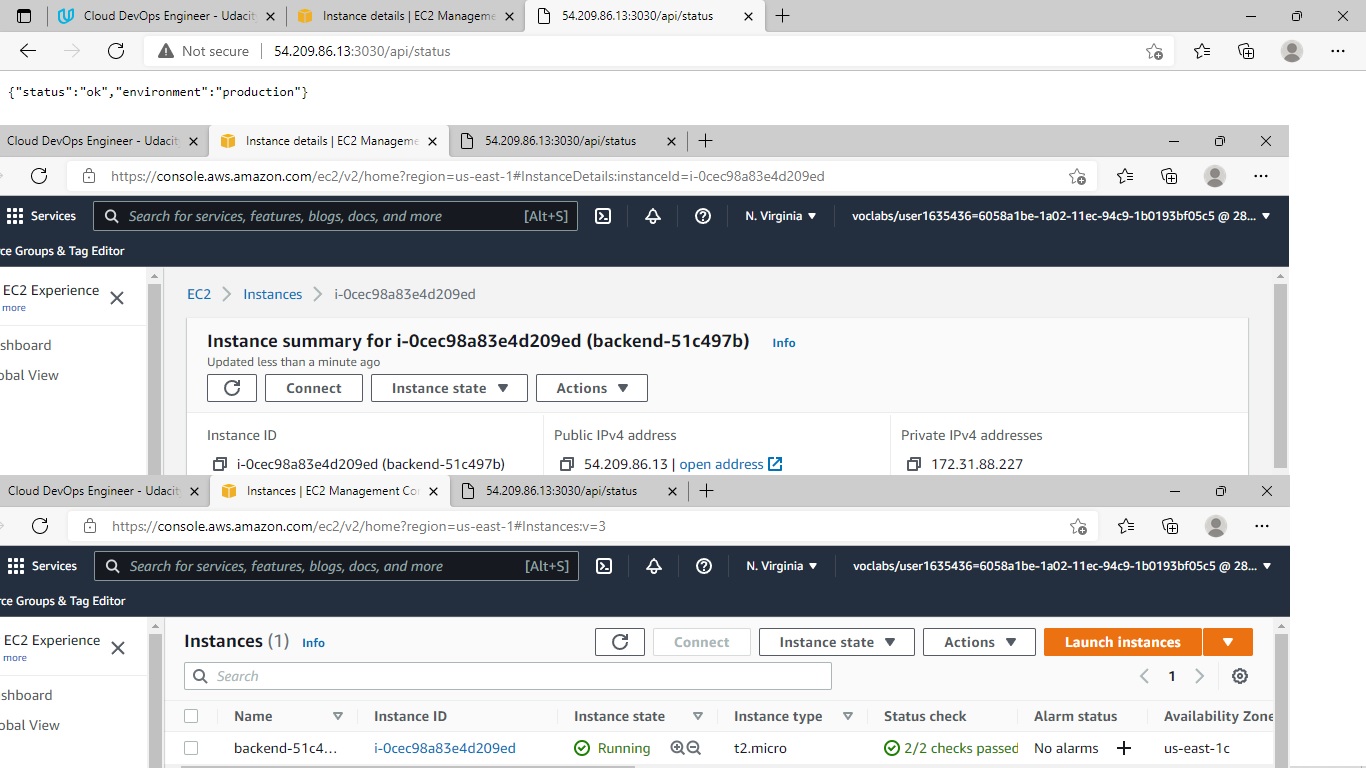 Cloud DevOps Engineer - Udaci
Instance details | EC2 Manageme
54.209.86.13:3030/api/status
Not secure
54.209.86.13:3030/api/status
{"status":"ok","environment":"production"}
Cloud DevOps Engineer - Udacit
Instance details | EC2 Manageme
54.209.86.13:3030/api/status
https://console.aws.amazon.com/ec2/v2/home?region=us-east-1#InstanceDetails:instanceId=i-0cec98a83e4d209ed
Services
Search for services, features, blogs, docs, and more
[Alt+S]
N. Virginia
voclabs/user1635436=6058a1be-1a02-11ec-94c9-1b0193bf05c5 @ 28...
ce Groups & Tag Editor
EC2 Experience
more
shboard
obal View
EC2 > Instances > i-0cec98a83e4d209ed
Instance summary for i-0cec98a83e4d209ed (backend-51c497b) Info
Updated less than a minute ago
Connect
Instance state
Actions
Instance ID
i-0cec98a83e4d209ed (backend-51c497b)
Public IPv4 address
54.209.86.13 | open address
Private IPv4 addresses
172.31.88.227
Cloud DevOps Engineer - Udacit
Instances | EC2 Management Co
54.209.86.13:3030/api/status
https://console.aws.amazon.com/ec2/v2/home?region=us-east-1#Instances:v=3
Services
Search for services, features, blogs, docs, and more
[Alt+S]
N. Virginia
voclabs/user1635436=6058a1be-1a02-11ec-94c9-1b0193bf05c5 @ 28...
ce Groups & Tag Editor
EC2 Experience
more
shboard
obal View
Instances (1) Info
Connect
Instance state
Actions
Launch instances
Search
1
Name
Instance ID
Instance state
Instance type
Status check
Alarm status
Availability Zone
backend-51c4...
i-0cec98a83e4d209ed
Running
t2.micro
2/2 checks passed
No alarms
us-east-1c